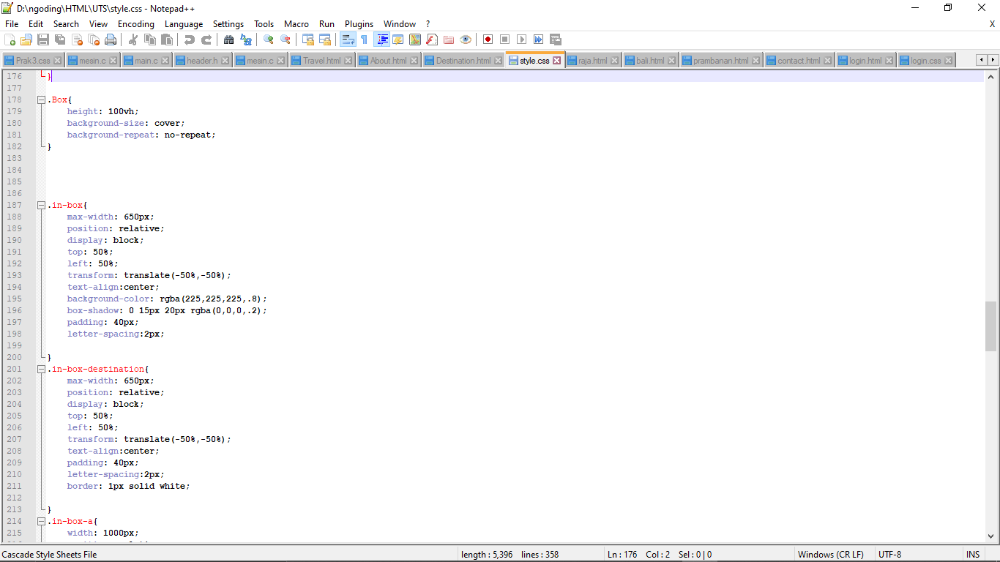 D:\ngoding\HTML\UTS\style.css - Notepad++
File Edit Search View Encoding Language Settings Tools Macro Run Plugins Window ? X
Prak3.css mesin.c main.c header.h mesin.c Travel.html About.html Destination.html style.css raja.html bali.html prambanan.html contact.html login.html login.css
176 }
177
178 .Box{
179 height: 100vh;
180 background-size: cover;
181 background-repeat: no-repeat;
182 }
183
184
185
186
187 .in-box{
188 max-width: 650px;
189 position: relative;
190 display: block;
191 top: 50%;
192 left: 50%;
193 transform: translate(-50%,-50%);
194 text-align:center;
195 background-color: rgba(225,225,225,.8);
196 box-shadow: 0 15px 20px rgba(0,0,0,.2);
197 padding: 40px;
198 letter-spacing:2px;
199
200 }
201 .in-box-destination{
202 max-width: 650px;
203 position: relative;
204 display: block;
205 top: 50%;
206 left: 50%;
207 transform: translate(-50%,-50%);
208 text-align:center;
209 padding: 40px;
210 letter-spacing:2px;
211 border: 1px solid white;
212
213 }
214 .in-box-a{
215 width: 1000px;
Cascade Style Sheets File length : 5,396 lines : 358 Ln : 176 Col : 2 Sel : 0 | 0 Windows (CR LF) UTF-8 INS